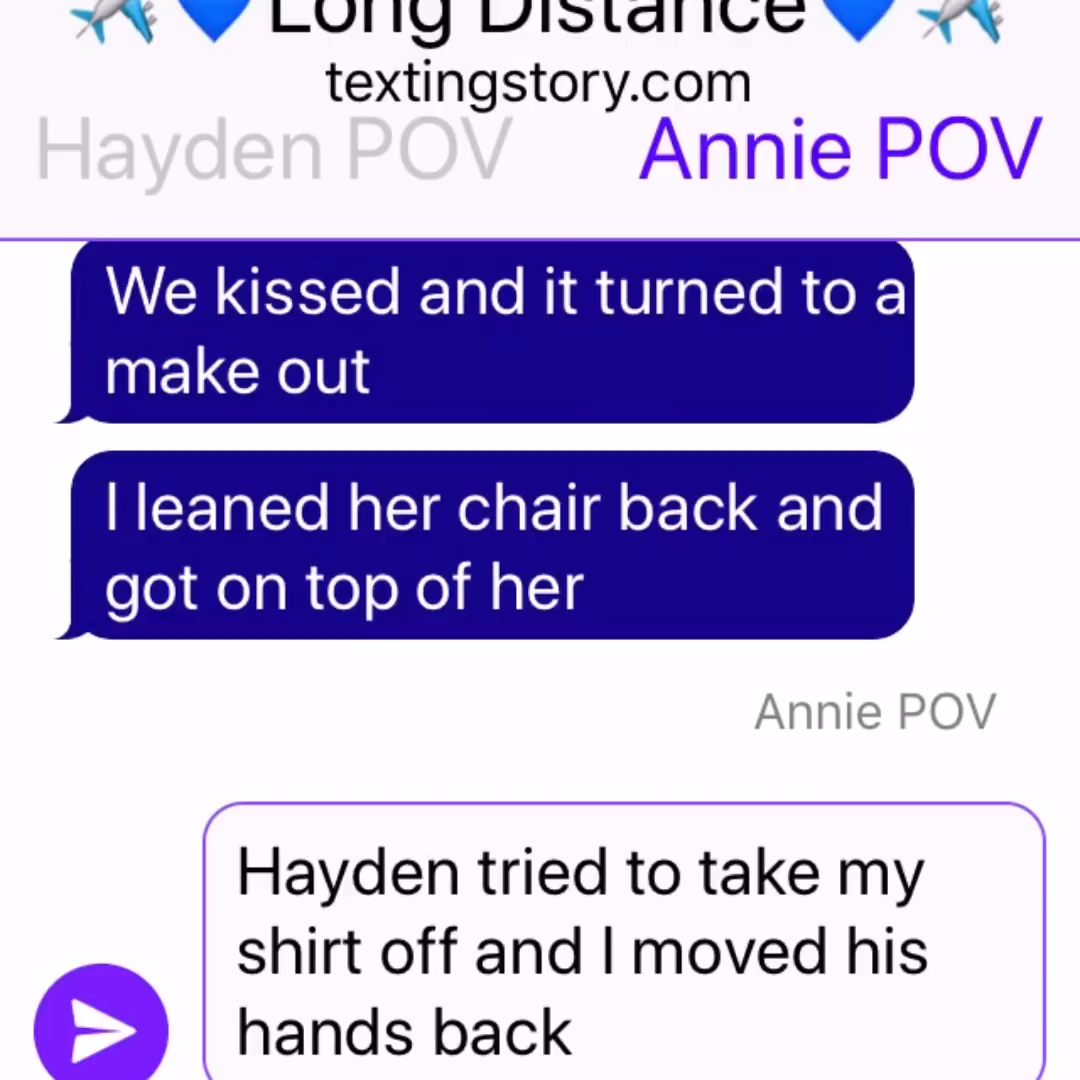 ✈️💙Long Distance💙✈️
textingstory.com
Hayden POV Annie POV
We kissed and it turned to a
make out
I leaned her chair back and
got on top of her
Annie POV
Hayden tried to take my
shirt off and I moved his
hands back